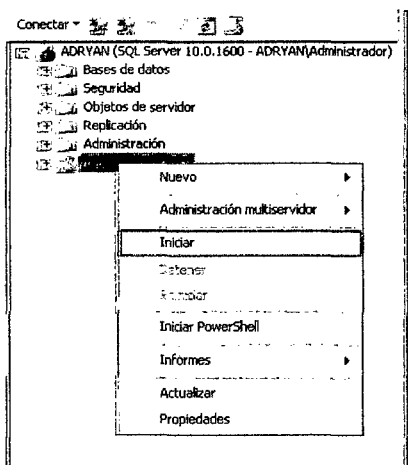 Conectar
ADRYAN (SQL Server 10.0.1600 - ADRYAN\Administrador)
Bases de datos
Seguridad
Objetos de servidor
Replicación
Administración
Nuevo
Administración multiservidor
Iniciar
Detener
Reiniciar
Iniciar PowerShell
Informes
Actualizar
Propiedades